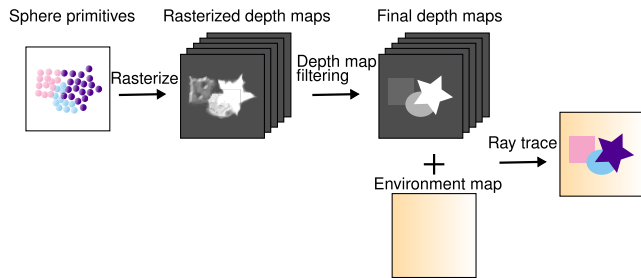 Sphere primitives
Rasterized depth maps
Final depth maps
Rasterize
Depth map
filtering
Ray trace
+
Environment map